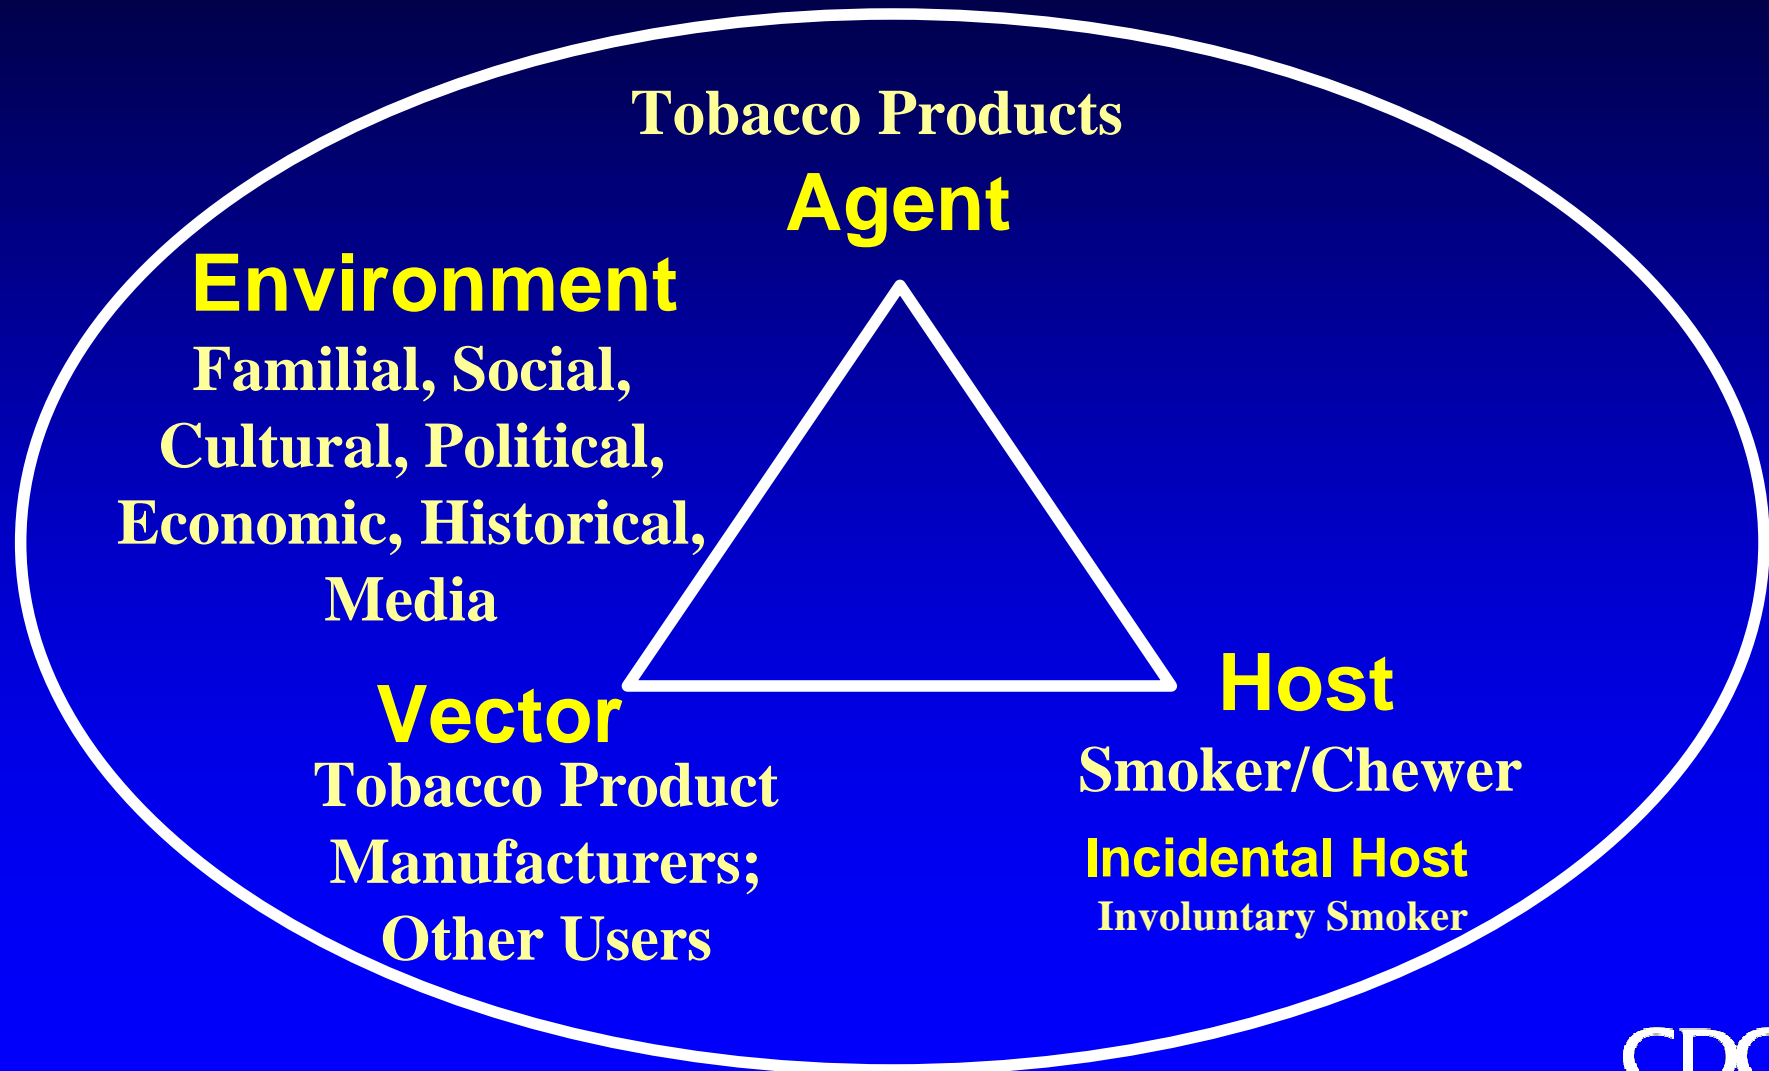 Tobacco Products
Agent
Environment
Familial, Social,
Cultural, Political,
Economic, Historical,
Media
Vector
Tobacco Product
Manufacturers;
Other Users
Host
Smoker/Chewer
Incidental Host
Involuntary Smoker
CDC